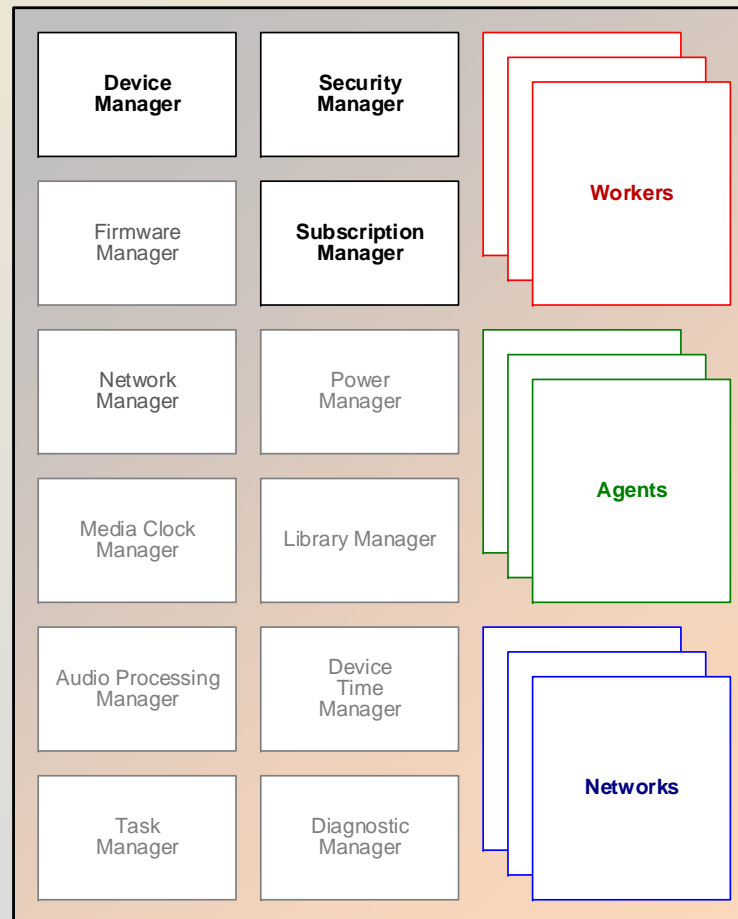 Device
Manager
Security
Manager
Workers
Firmware
Manager
Subscription
Manager
Network
Manager
Power
Manager
Agents
Media Clock
Manager
Library Manager
Audio Processing
Manager
Device
Time
Manager
Networks
Task
Manager
Diagnostic
Manager